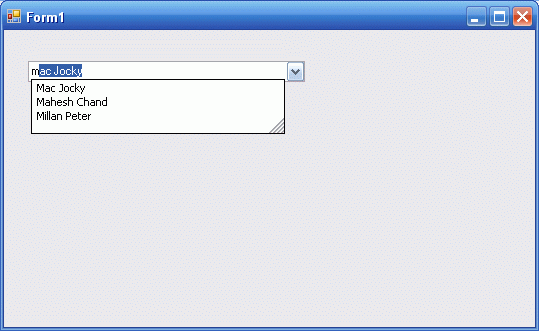 Form1
mac Jocky
Mac Jocky
Mahesh Chand
Millan Peter